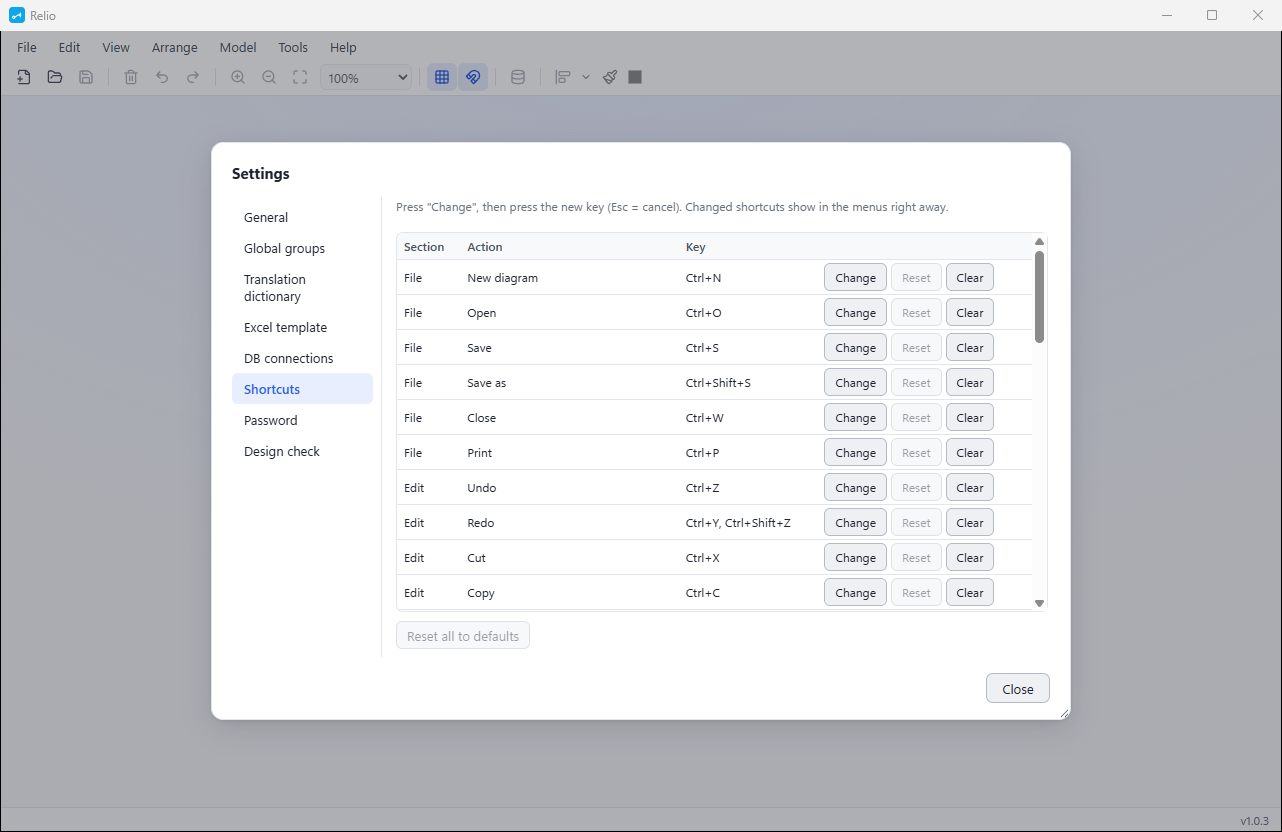 Relio
File Edit View Arrange Model Tools Help
100%
Settings
General
Global groups
Translation
dictionary
Excel template
DB connections
Shortcuts
Password
Design check
Press "Change", then press the new key (Esc = cancel). Changed shortcuts show in the menus right away.
Section Action Key
File New diagram Ctrl+N Change Reset Clear
File Open Ctrl+O Change Reset Clear
File Save Ctrl+S Change Reset Clear
File Save as Ctrl+Shift+S Change Reset Clear
File Close Ctrl+W Change Reset Clear
File Print Ctrl+P Change Reset Clear
Edit Undo Ctrl+Z Change Reset Clear
Edit Redo Ctrl+Y, Ctrl+Shift+Z Change Reset Clear
Edit Cut Ctrl+X Change Reset Clear
Edit Copy Ctrl+C Change Reset Clear
Reset all to defaults
Close
v1.0.3